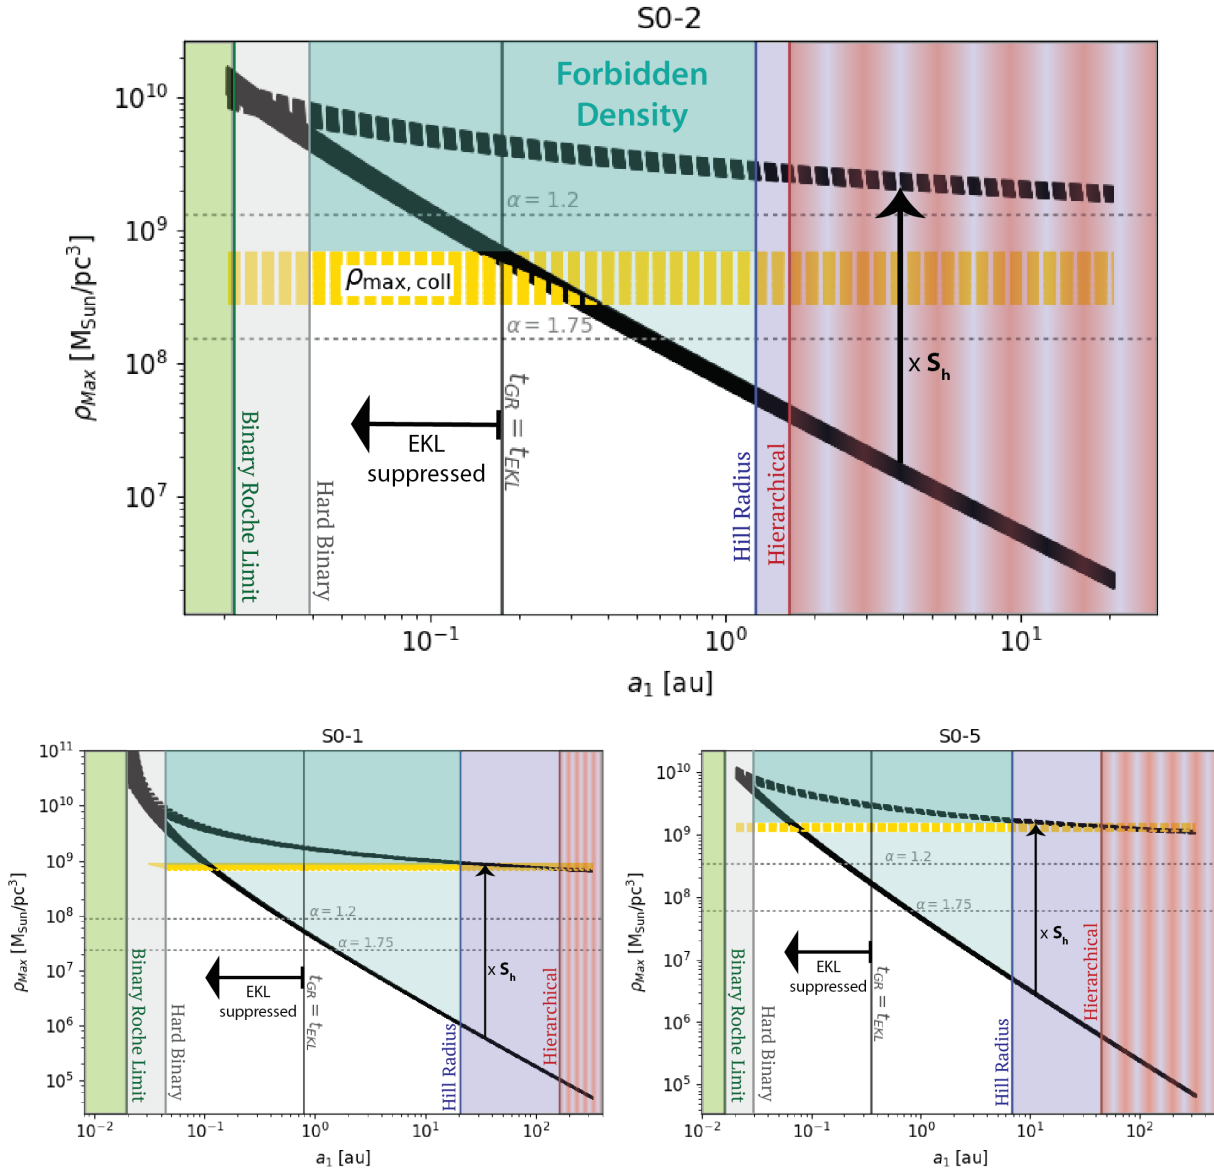 S0-2
Forbidden
Density
10^10
10^9
10^8
10^7
ρ_Max [M_Sun/pc^3]
α = 1.2
ρ_max, coll
α = 1.75
x S_h
EKL
suppressed
t_GR = t_EKL
Binary Roche Limit
Hard Binary
Hill Radius
Hierarchical
10^-1
10^0
10^1
a_1 [au]
S0-1
10^11
10^10
10^9
10^8
10^7
10^6
10^5
ρ_Max [M_Sun/pc^3]
α = 1.2
α = 1.75
x S_h
EKL
suppressed
t_GR = t_EKL
Binary Roche Limit
Hard Binary
Hill Radius
Hierarchical
10^-2
10^-1
10^0
10^1
10^2
a_1 [au]
S0-5
10^10
10^9
10^8
10^7
10^6
10^5
ρ_Max [M_Sun/pc^3]
α = 1.2
α = 1.75
x S_h
EKL
suppressed
t_GR = t_EKL
Binary Roche Limit
Hard Binary
Hill Radius
Hierarchical
10^-2
10^-1
10^0
10^1
10^2
a_1 [au]